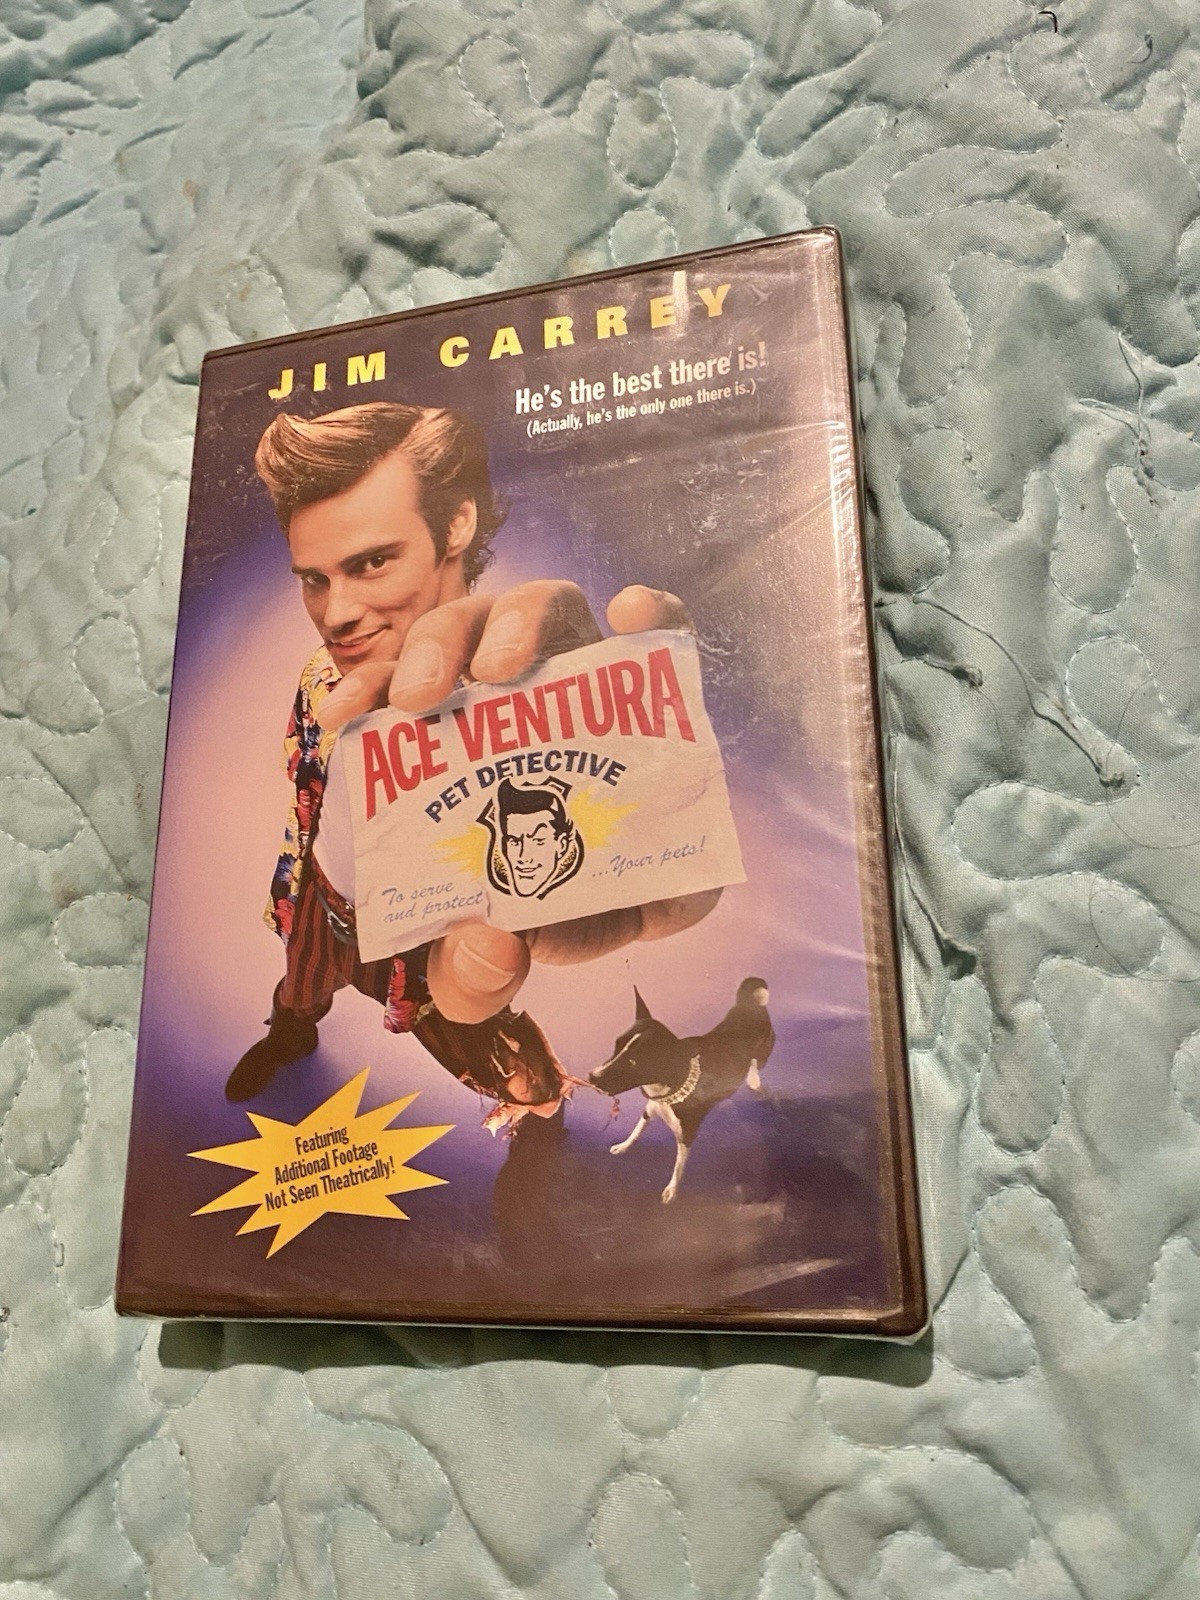 JIM CARREY
He's the best there is!
(Actually, he's the only one there is.)
ACE VENTURA
PET DETECTIVE
To serve
and protect
...Your pets!
Featuring
Additional Footage
Not Seen Theatrically!